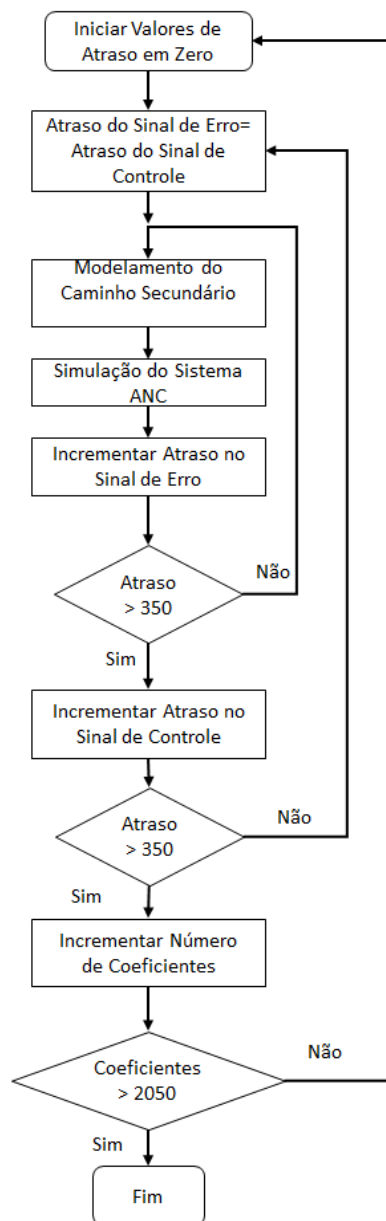 Iniciar Valores de
Atraso em Zero
Atraso do Sinal de Erro=
Atraso do Sinal de
Controle
Modelamento do
Caminho Secundário
Simulação do Sistema
ANC
Incrementar Atraso no
Sinal de Erro
Atraso
> 350
Não
Sim
Incrementar Atraso no
Sinal de Controle
Atraso
> 350
Não
Sim
Incrementar Número
de Coeficientes
Coeficientes
> 2050
Não
Sim
Fim